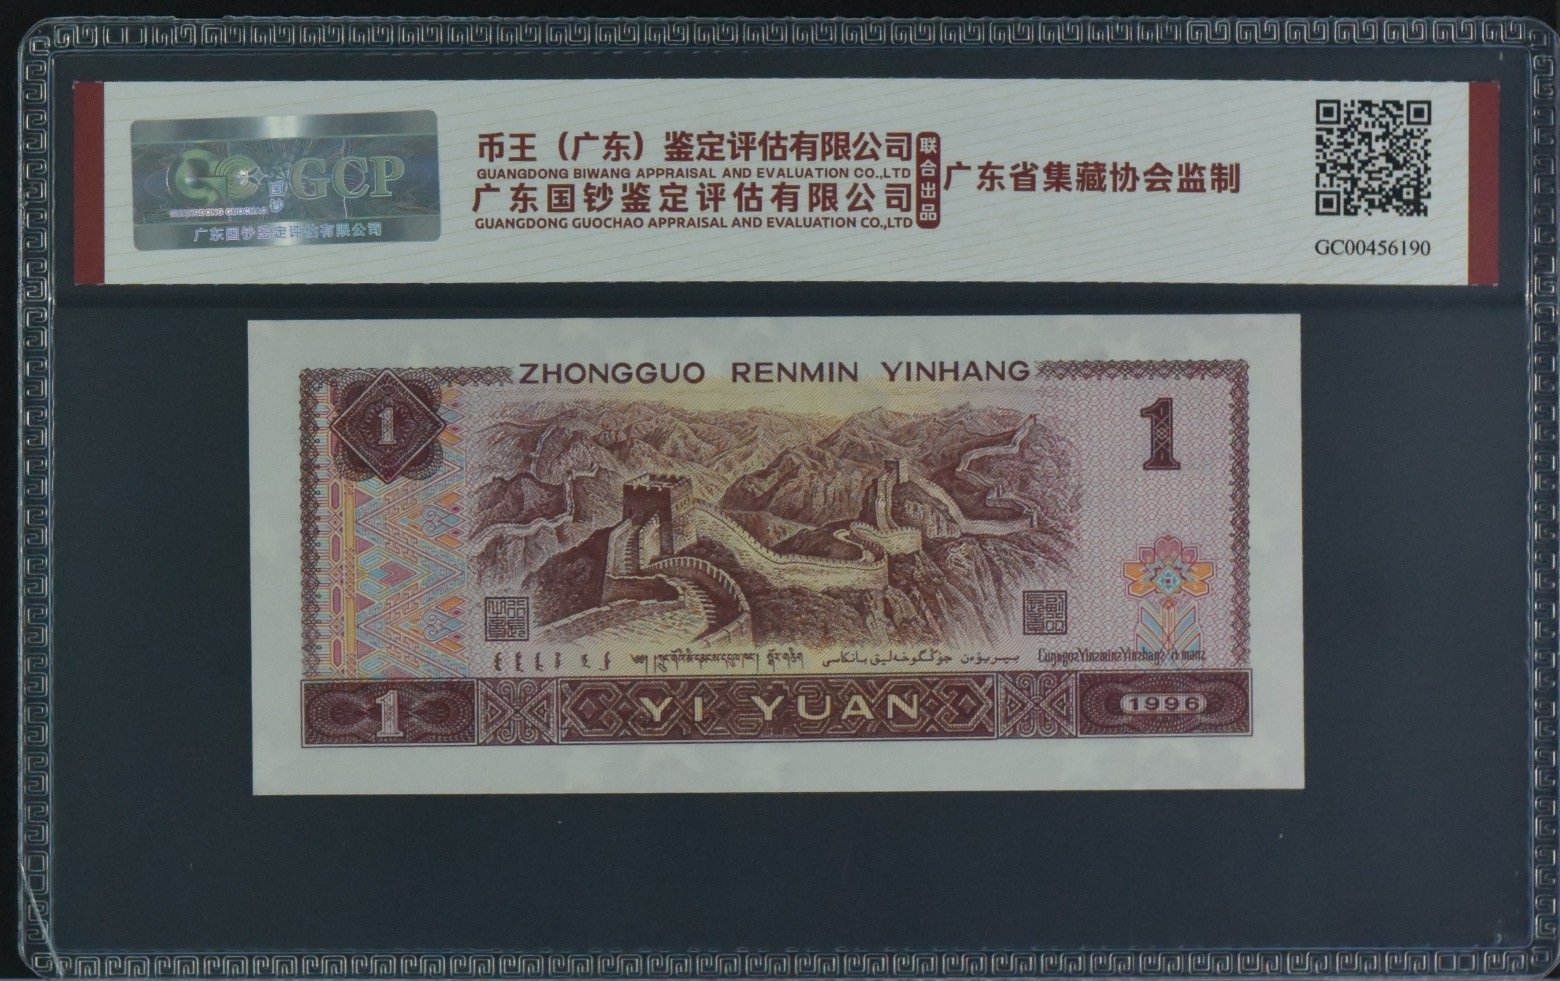 GCP
国钞
GUANGDONG GUOCHAO
广东国钞鉴定评估有限公司
币王（广东）鉴定评估有限公司
GUANGDONG BIWANG APPRAISAL AND EVALUATION CO.,LTD
广东国钞鉴定评估有限公司
GUANGDONG GUOCHAO APPRAISAL AND EVALUATION CO.,LTD
联合出品
广东省集藏协会监制
GC00456190
ZHONGGUO RENMIN YINHANG
1
1
1
YI YUAN
1996